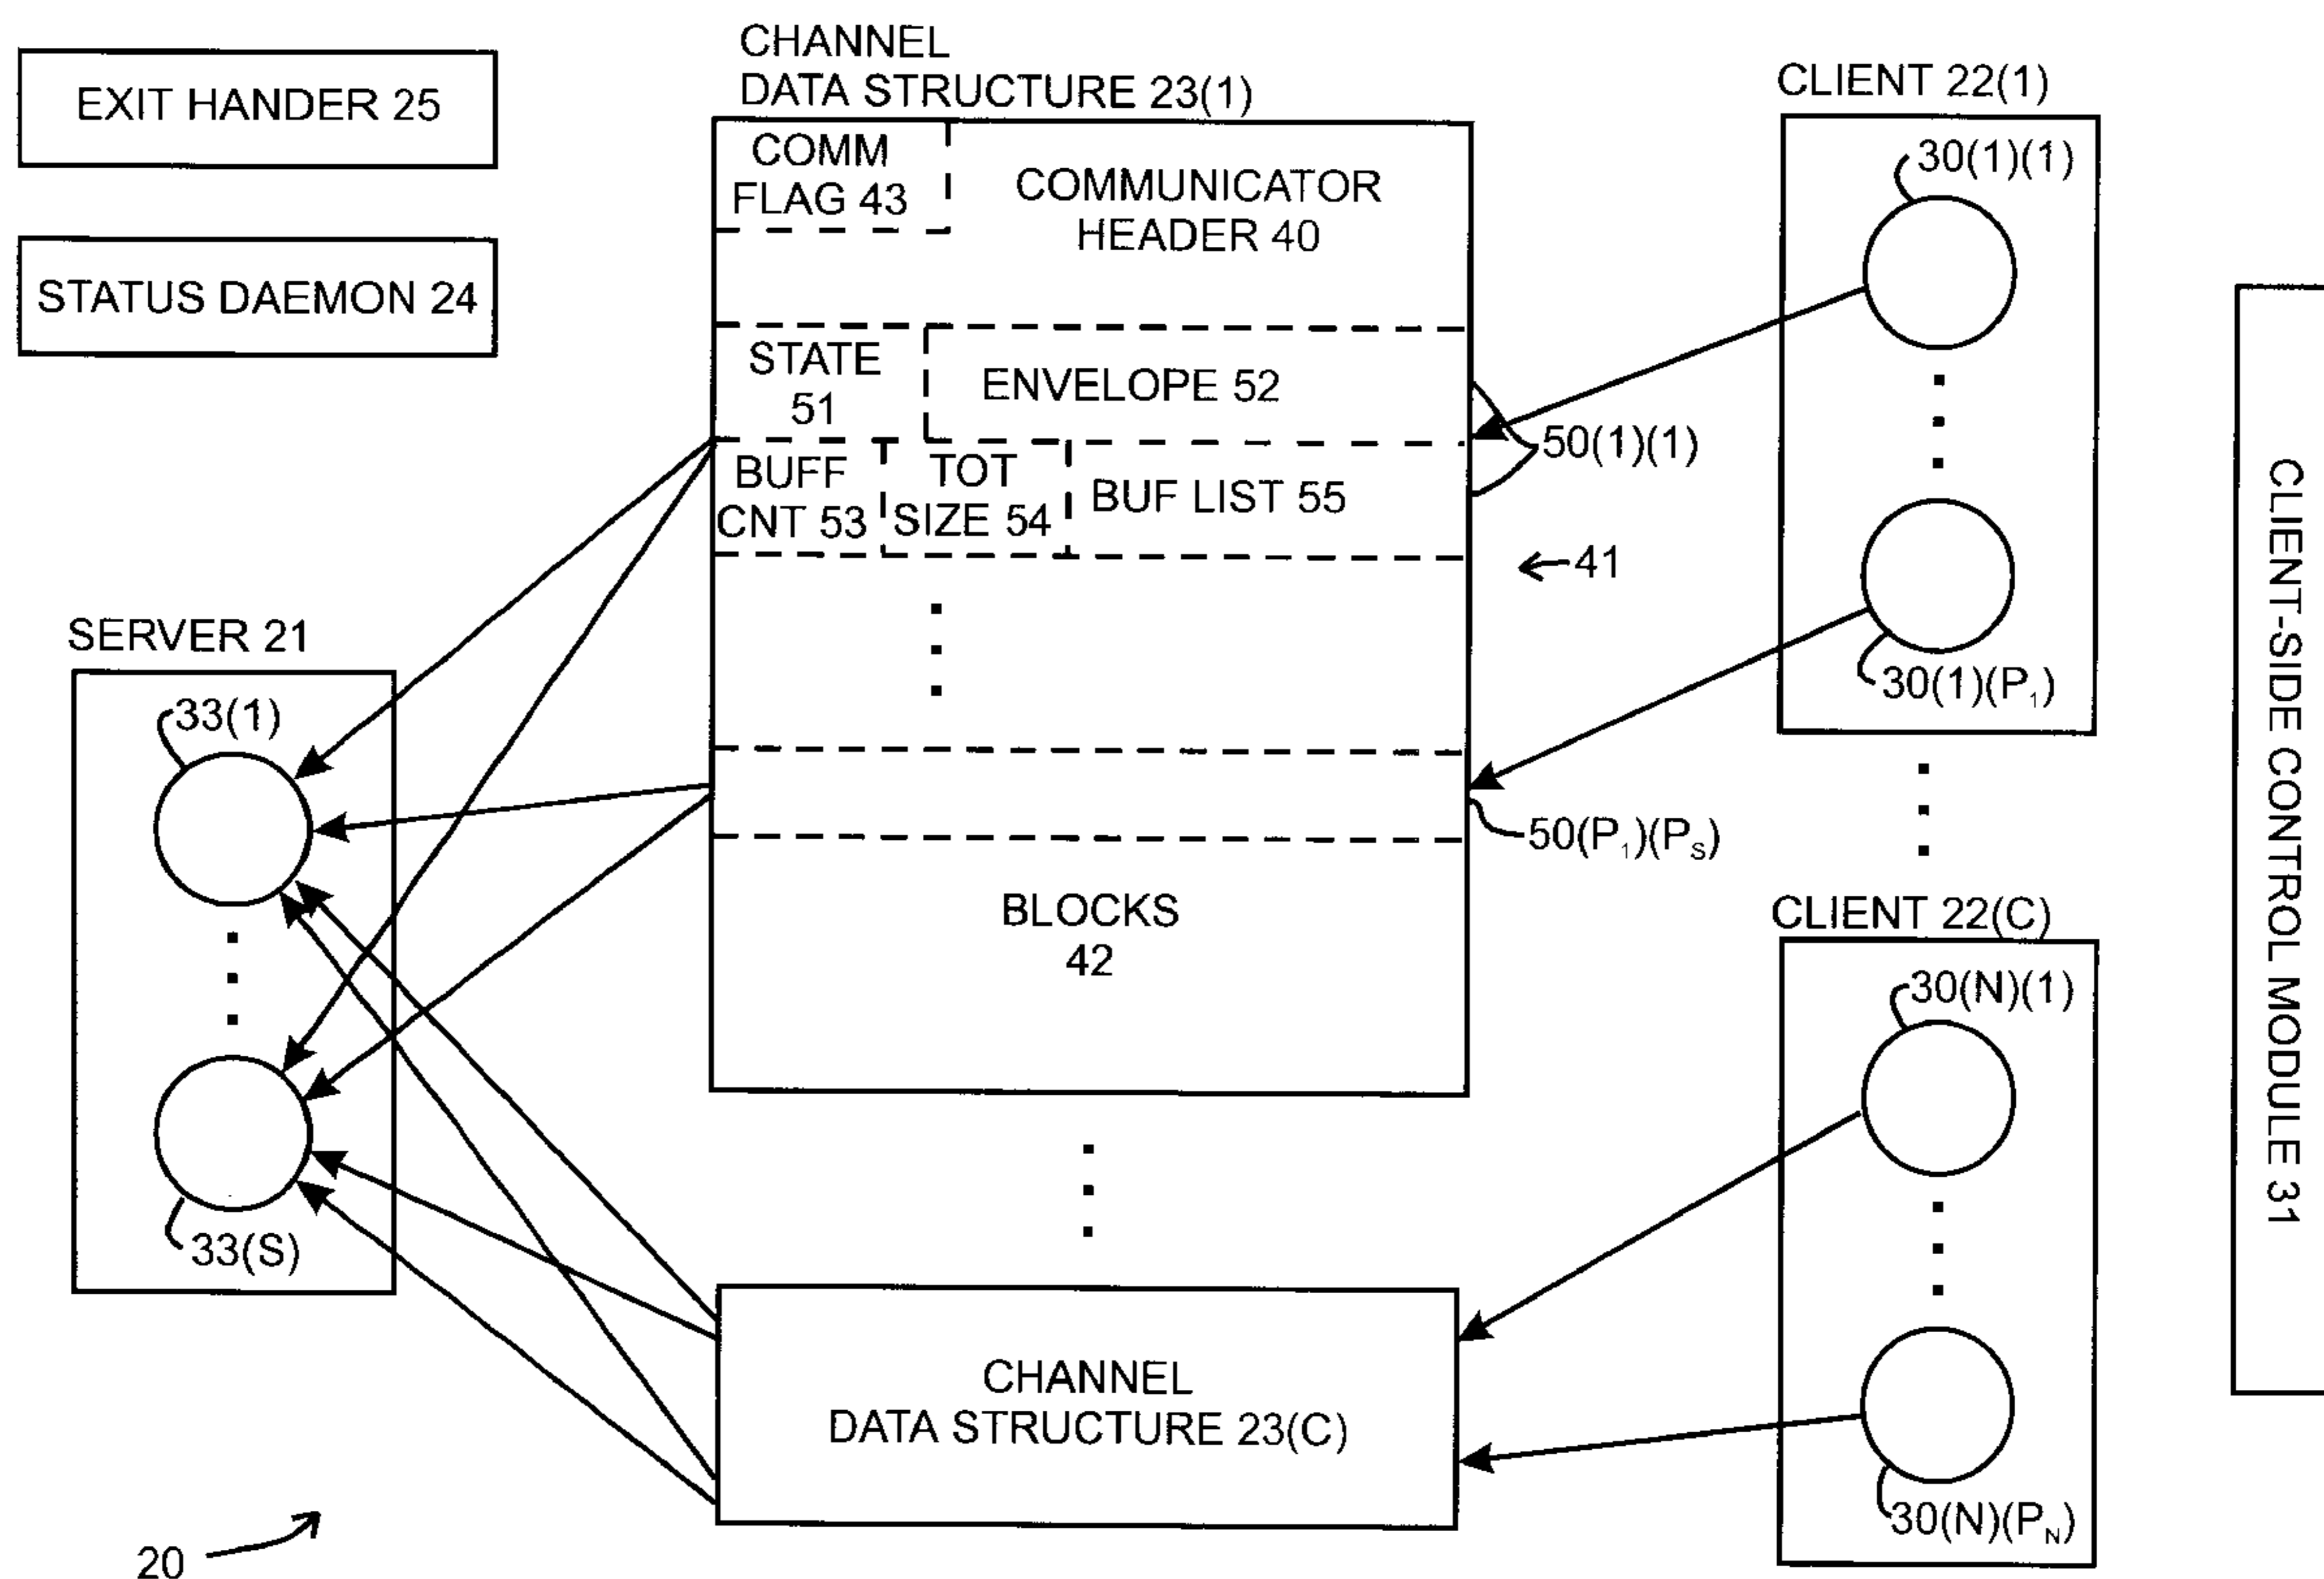 EXIT HANDER 25
STATUS DAEMON 24
SERVER 21
33(1)
33(S)
20
CHANNEL
DATA STRUCTURE 23(1)
COMM
FLAG 43
COMMUNICATOR
HEADER 40
STATE
51
ENVELOPE 52
BUFF
CNT 53
TOT
SIZE 54
BUF LIST 55
BLOCKS
42
CHANNEL
DATA STRUCTURE 23(C)
50(1)(1)
41
50(P₁)(Pₛ)
CLIENT 22(1)
30(1)(1)
30(1)(P₁)
CLIENT 22(C)
30(N)(1)
30(N)(P_N)
CLIENT-SIDE CONTROL MODULE 31